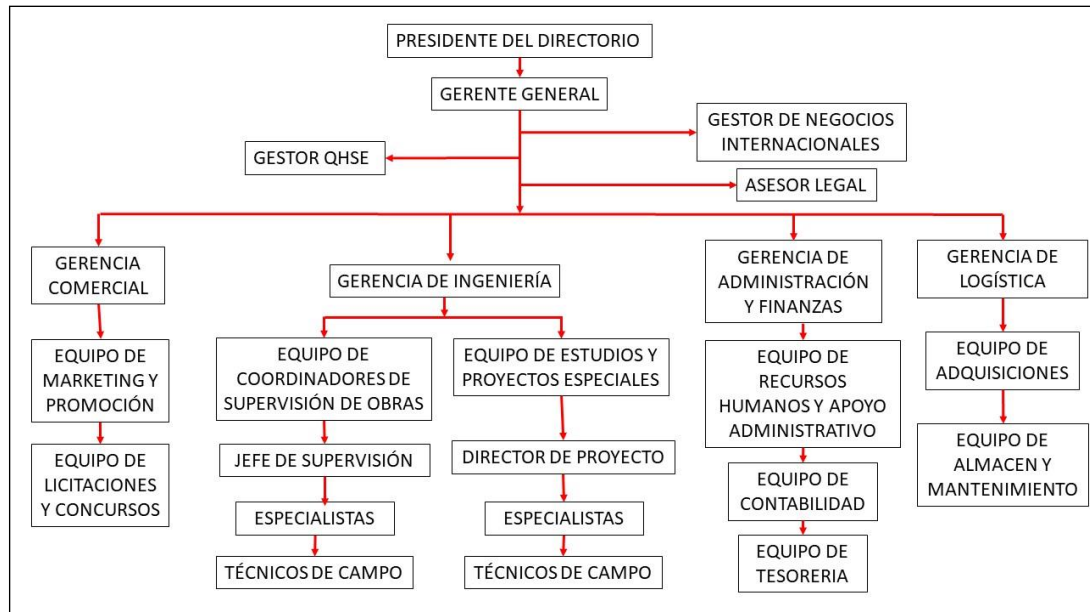 PRESIDENTE DEL DIRECTORIO
GERENTE GENERAL
GESTOR DE NEGOCIOS
INTERNACIONALES
GESTOR QHSE
ASESOR LEGAL
GERENCIA
COMERCIAL
EQUIPO DE
MARKETING Y
PROMOCIÓN
EQUIPO DE
LICITACIONES
Y CONCURSOS
GERENCIA DE INGENIERÍA
EQUIPO DE
COORDINADORES DE
SUPERVISIÓN DE OBRAS
JEFE DE SUPERVISIÓN
ESPECIALISTAS
TÉCNICOS DE CAMPO
EQUIPO DE ESTUDIOS Y
PROYECTOS ESPECIALES
DIRECTOR DE PROYECTO
ESPECIALISTAS
TÉCNICOS DE CAMPO
GERENCIA DE
ADMINISTRACIÓN
Y FINANZAS
EQUIPO DE
RECURSOS
HUMANOS Y APOYO
ADMINISTRATIVO
EQUIPO DE
CONTABILIDAD
EQUIPO DE
TESORERIA
GERENCIA DE
LOGÍSTICA
EQUIPO DE
ADQUISICIONES
EQUIPO DE
ALMACEN Y
MANTENIMIENTO